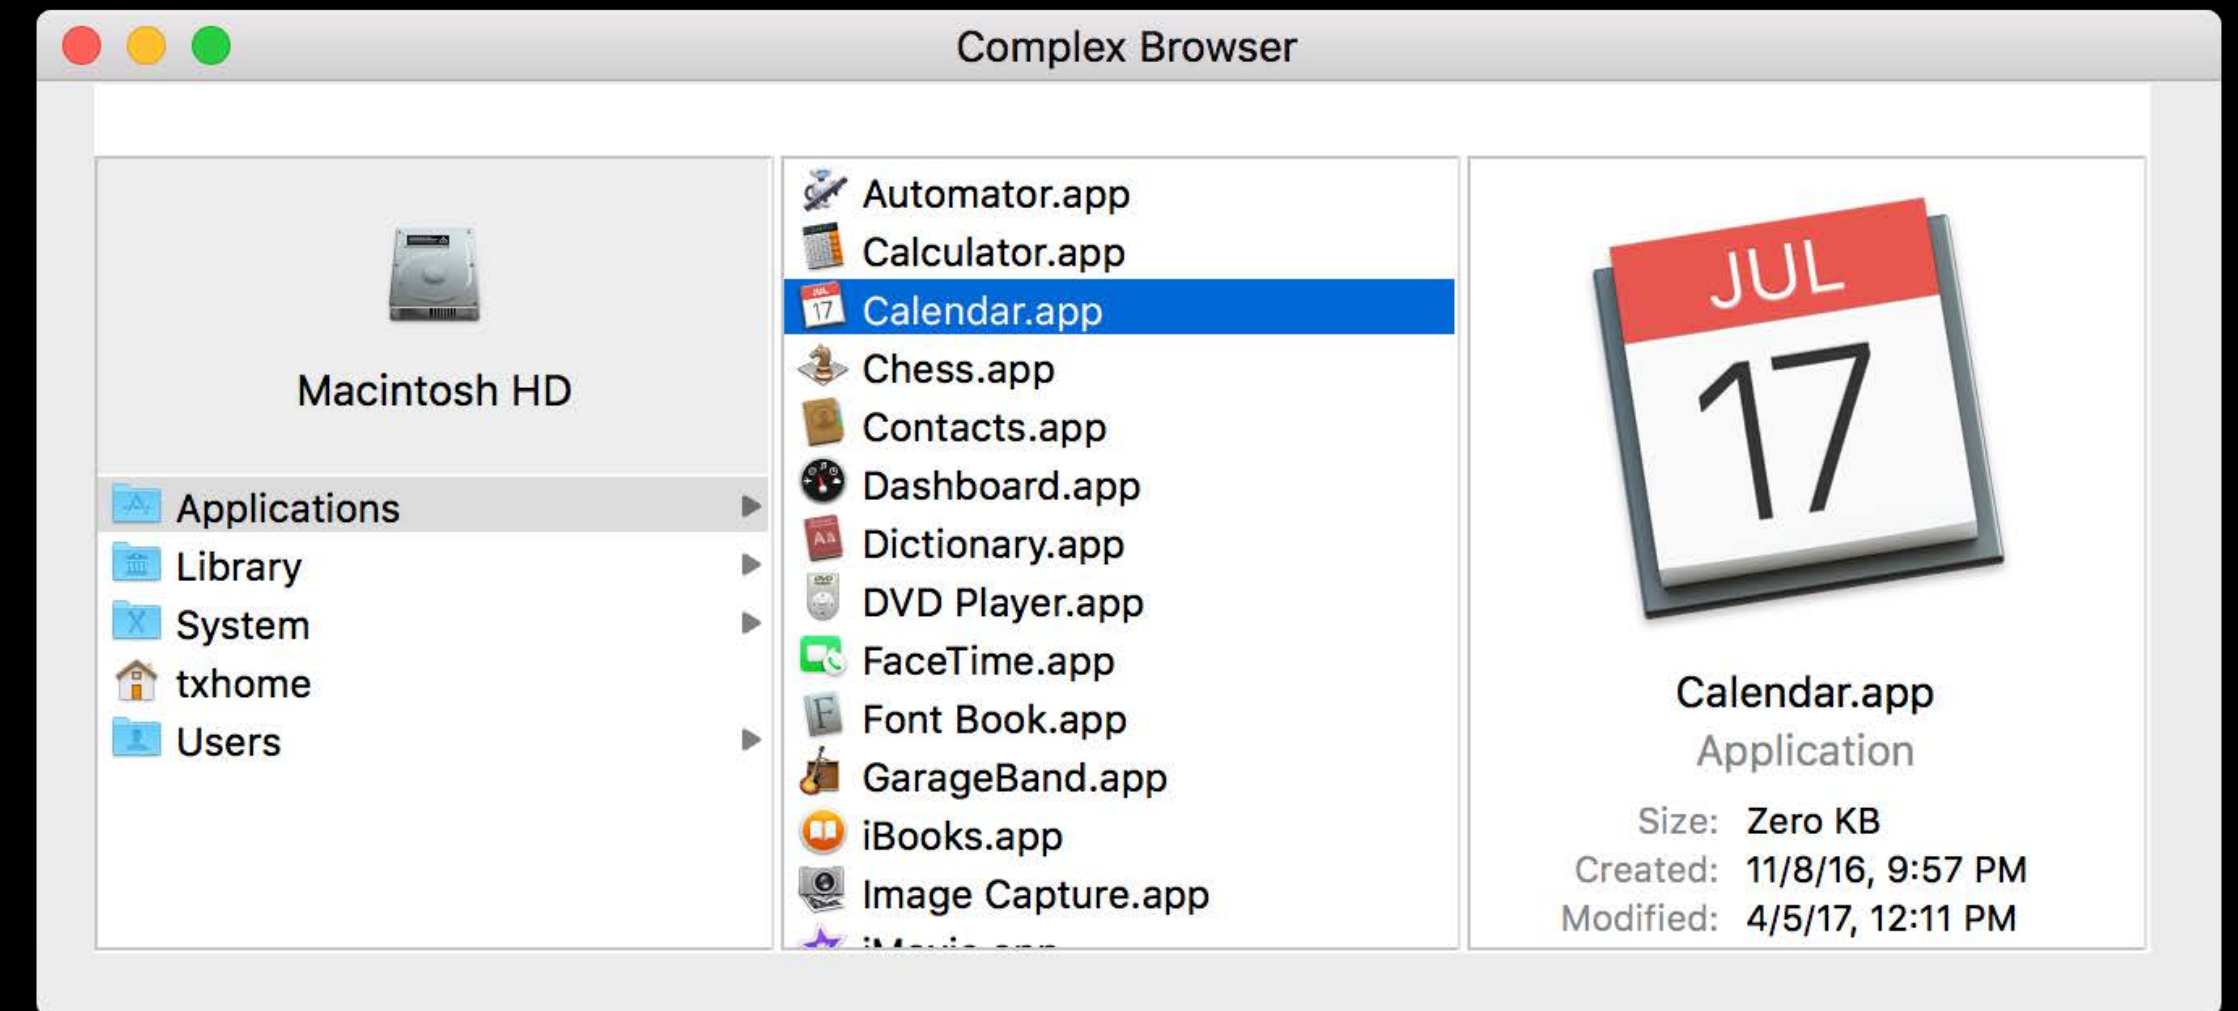 Complex Browser
Macintosh HD
Applications
Library
System
txhome
Users
Automator.app
Calculator.app
Calendar.app
Chess.app
Contacts.app
Dashboard.app
Dictionary.app
DVD Player.app
FaceTime.app
Font Book.app
GarageBand.app
iBooks.app
Image Capture.app
JUL
17
Calendar.app
Application
Size: Zero KB
Created: 11/8/16, 9:57 PM
Modified: 4/5/17, 12:11 PM